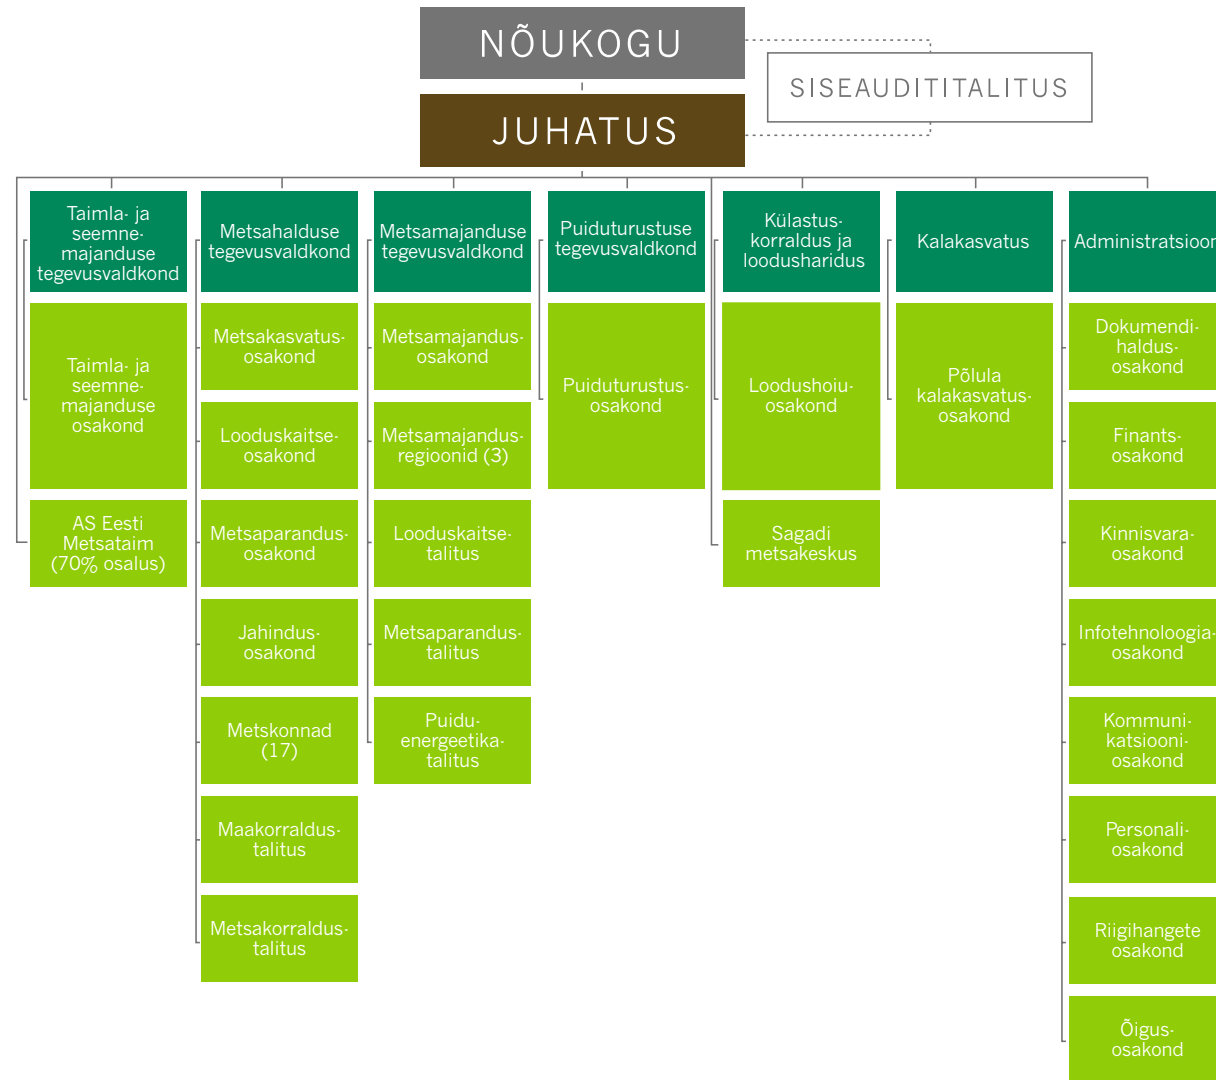 NÕUKOGU
SISEAUDITITALITUS
JUHATUS
Taimla- ja
seemne-
majanduse
tegevusvaldkond
Taimla- ja
seemne-
majanduse
osakond
AS Eesti
Metsataim
(70% osalus)
Metsahalduse
tegevusvaldkond
Metsakasvatus-
osakond
Looduskaitse-
osakond
Metsaparandus-
osakond
Jahindus-
osakond
Metskonnad
(17)
Maakorraldus-
talitus
Metsakorraldus-
talitus
Metsamajanduse
tegevusvaldkond
Metsamajandus-
osakond
Metsamajandus-
regioonid (3)
Looduskaitse-
talitus
Metsaparandus-
talitus
Puidu-
energeetika-
talitus
Puiduturustuse
tegevusvaldkond
Puiduturustus-
osakond
Külastus-
korraldus ja
loodusharidus
Loodushoiu-
osakond
Sagadi
metsakeskus
Kalakasvatus
Põlula
kalakasvatus-
osakond
Administratsioon
Dokumendi-
haldus-
osakond
Finants-
osakond
Kinnisvara-
osakond
Infotehnoloogia-
osakond
Kommuni-
katsiooni-
osakond
Personali-
osakond
Riigihangete
osakond
Õigus-
osakond